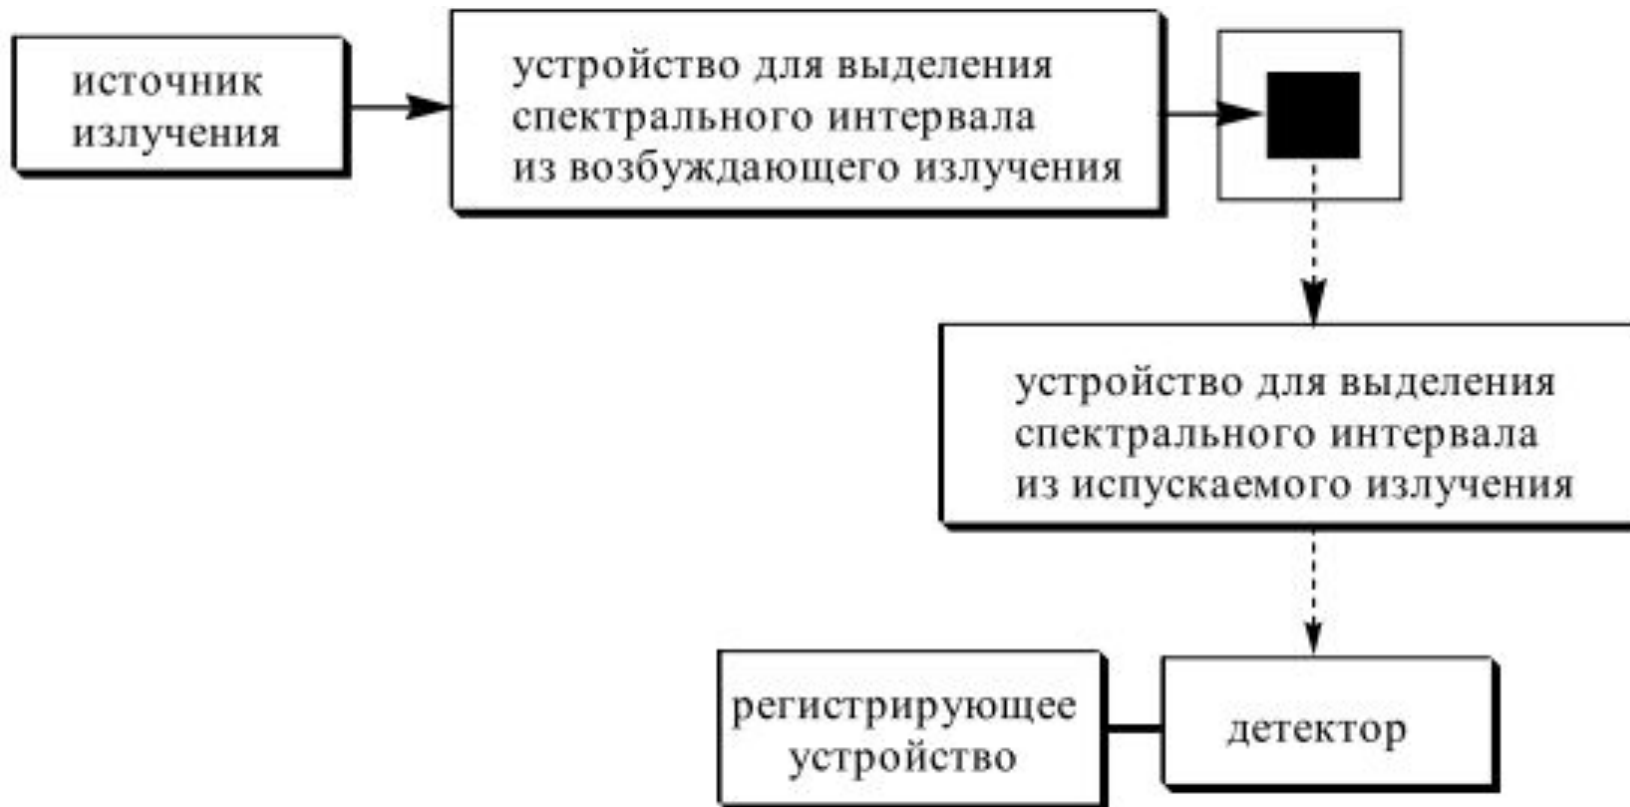 источник
излучения
устройство для выделения
спектрального интервала
из возбуждающего излучения
устройство для выделения
спектрального интервала
из испускаемого излучения
регистрирующее
устройство
детектор